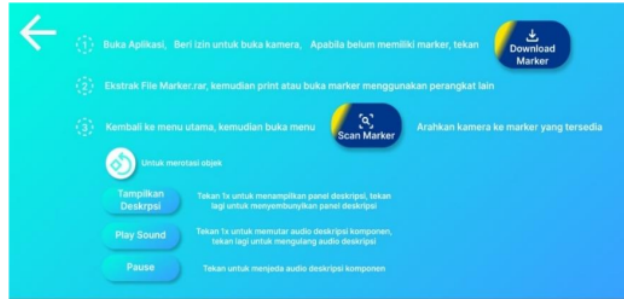 1 Buka Aplikasi, Beri izin untuk buka kamera, Apabila belum memiliki marker, tekan Download Marker
2 Ekstrak File Marker.rar, kemudian print atau buka marker menggunakan perangkat lain
3 Kembali ke menu utama, kemudian buka menu Scan Marker Arahkan kamera ke marker yang tersedia
Untuk merotasi objek
Tampilkan Deskrpsi
Tekan 1x untuk menampilkan panel deskripsi, tekan
lagi untuk menyembunyikan panel deskripsi
Play Sound
Tekan 1x untuk memutar audio deskripsi komponen,
tekan lagi untuk mengulang audio deskripsi
Pause
Tekan untuk menjeda audio deskripsi komponen